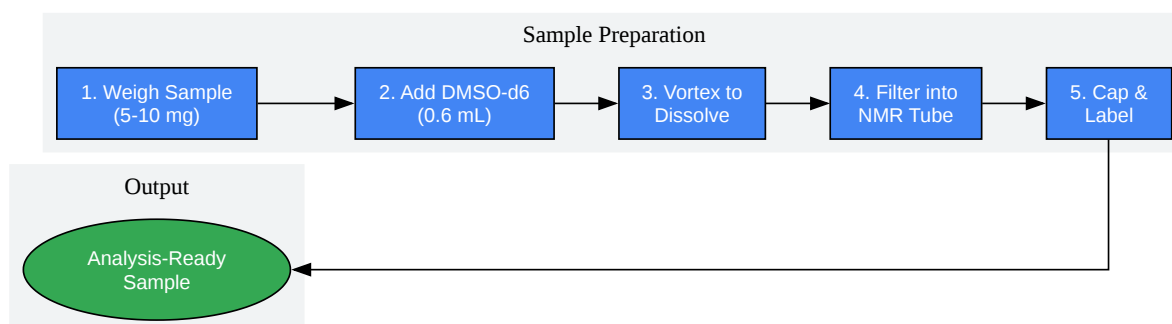 Sample Preparation
1. Weigh Sample
(5-10 mg)
2. Add DMSO-d6
(0.6 mL)
3. Vortex to
Dissolve
4. Filter into
NMR Tube
5. Cap &
Label
Output
Analysis-Ready
Sample